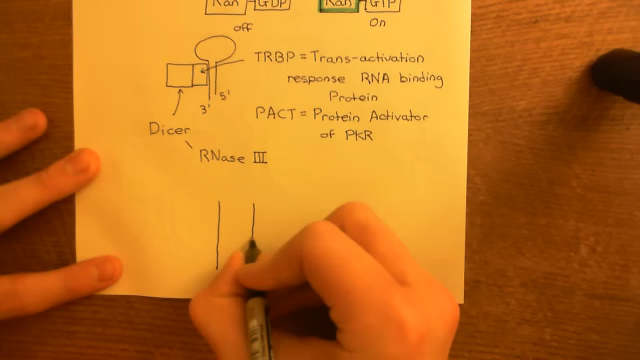 Ran GDP Ran GTP
off On
TRBP = Trans-activation
response RNA binding
Protein
3' 5'
PACT = Protein Activator
of PKR
Dicer
RNase III